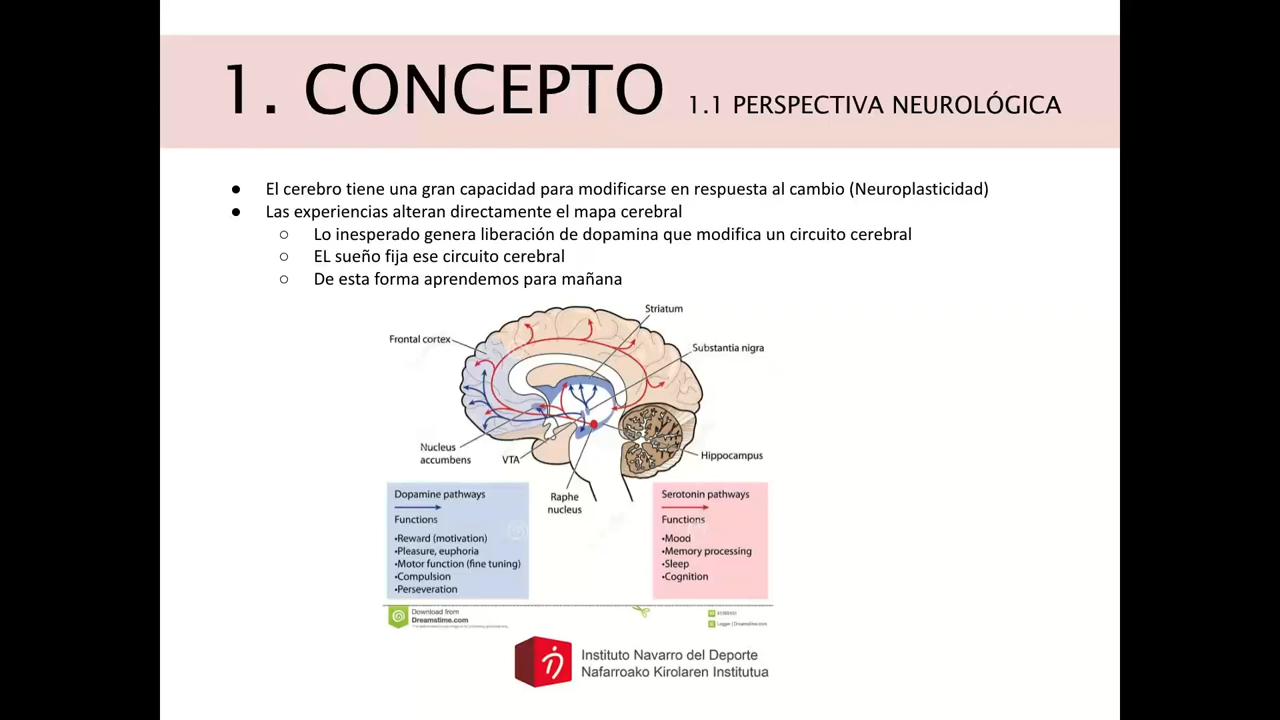 1. CONCEPTO 1.1 PERSPECTIVA NEUROLÓGICA
● El cerebro tiene una gran capacidad para modificarse en respuesta al cambio (Neuroplasticidad)
● Las experiencias alteran directamente el mapa cerebral
○ Lo inesperado genera liberación de dopamina que modifica un circuito cerebral
○ EL sueño fija ese circuito cerebral
○ De esta forma aprendemos para mañana
Striatum
Frontal cortex
Substantia nigra
Nucleus
accumbens
VTA
Hippocampus
Raphe
nucleus
Dopamine pathways
Functions
•Reward (motivation)
•Pleasure, euphoria
•Motor function (fine tuning)
•Compulsion
•Perseveration
Serotonin pathways
Functions
•Mood
•Memory processing
•Sleep
•Cognition
Download from
Dreamstime.com
Legger | Dreamstime.com
Instituto Navarro del Deporte
Nafarroako Kirolaren Institutua